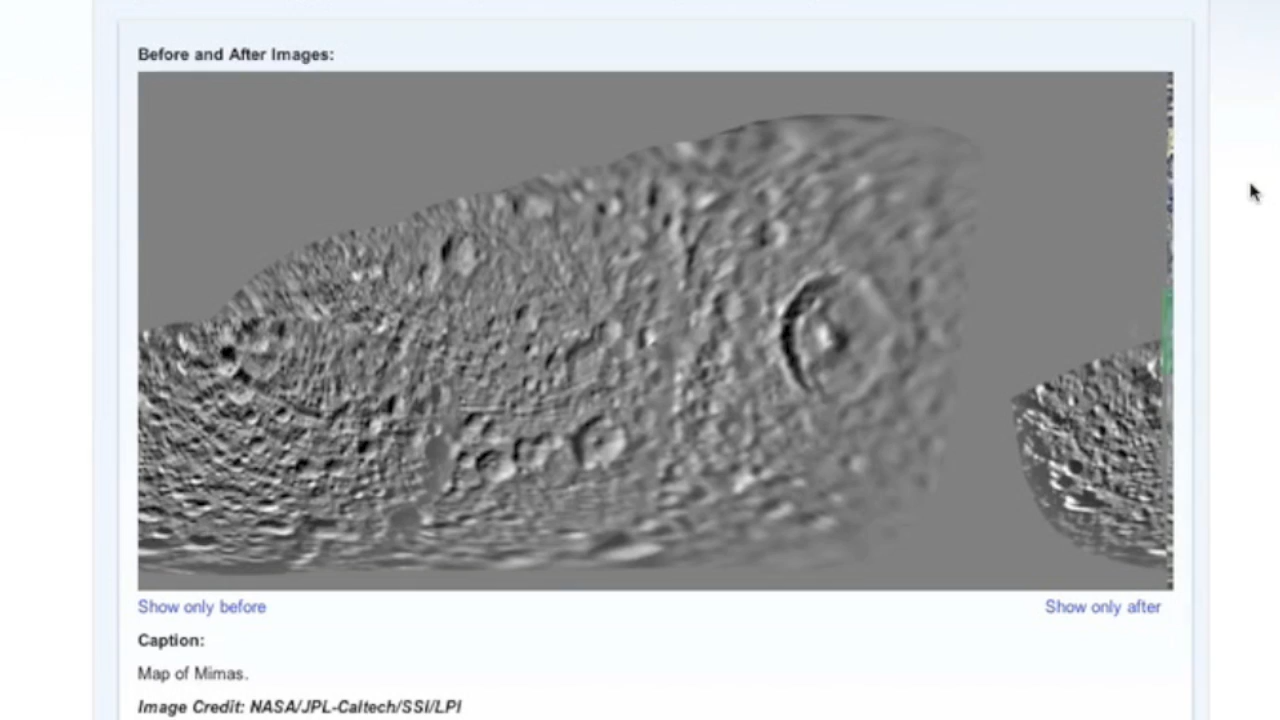 Before and After Images:
Show only before
Show only after
Caption:
Map of Mimas.
Image Credit: NASA/JPL-Caltech/SSI/LPI